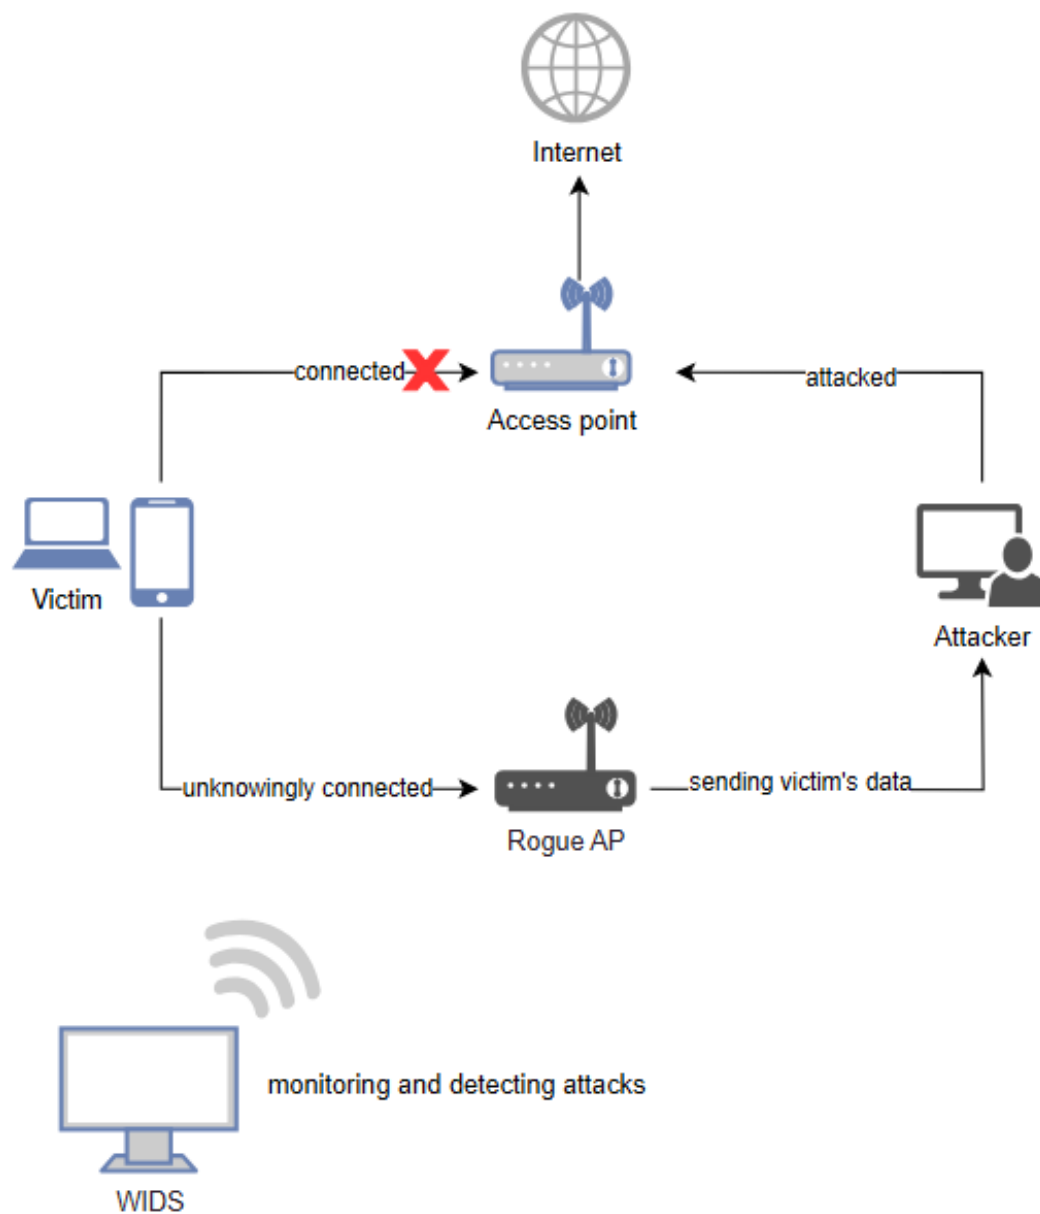 Internet
connected
Access point
attacked
Victim
Attacker
unknowingly connected
sending victim's data
Rogue AP
monitoring and detecting attacks
WIDS